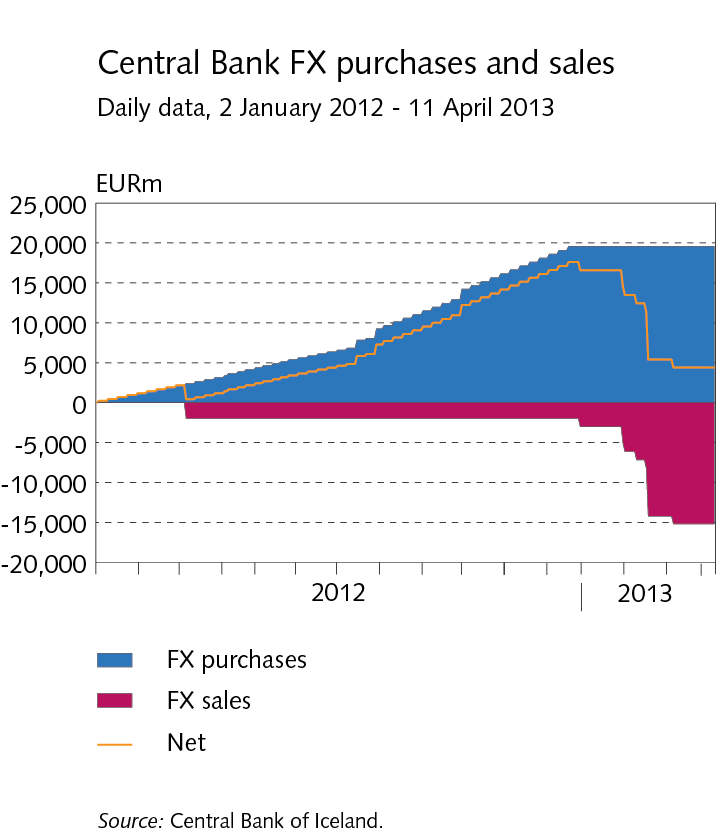 Central Bank FX purchases and sales
Daily data, 2 January 2012 - 11 April 2013
EURm
25,000
20,000
15,000
10,000
5,000
0
-5,000
-10,000
-15,000
-20,000
2012 2013
FX purchases
FX sales
Net
Source: Central Bank of Iceland.